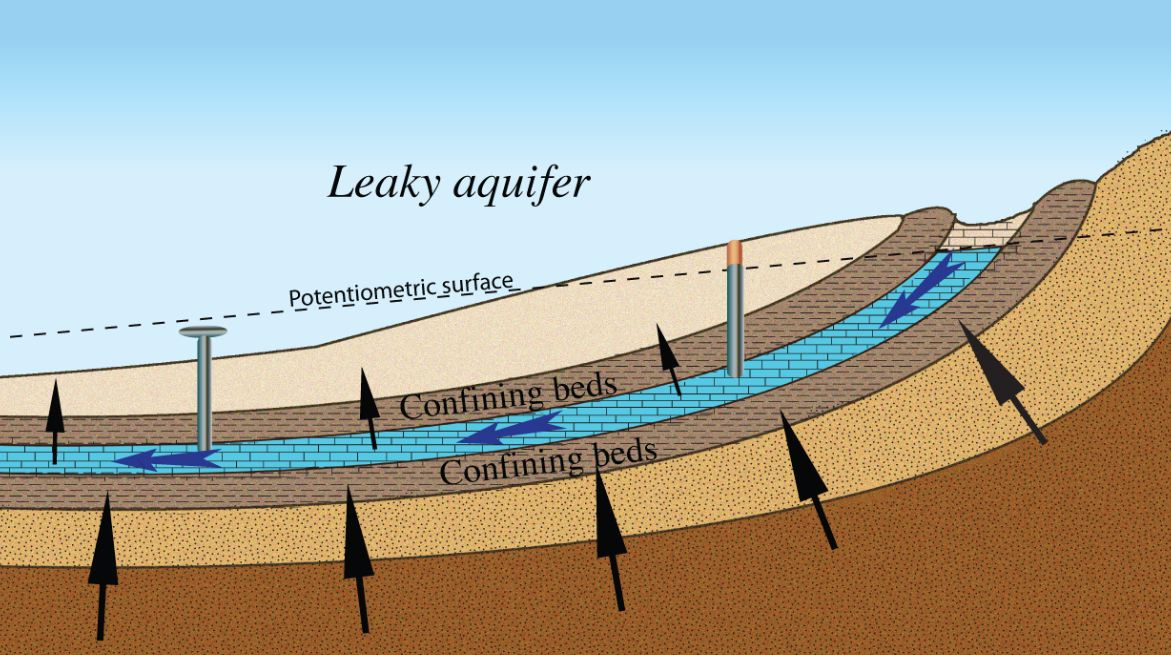 Leaky aquifer
Potentiometric surface
Confining beds
Confining beds